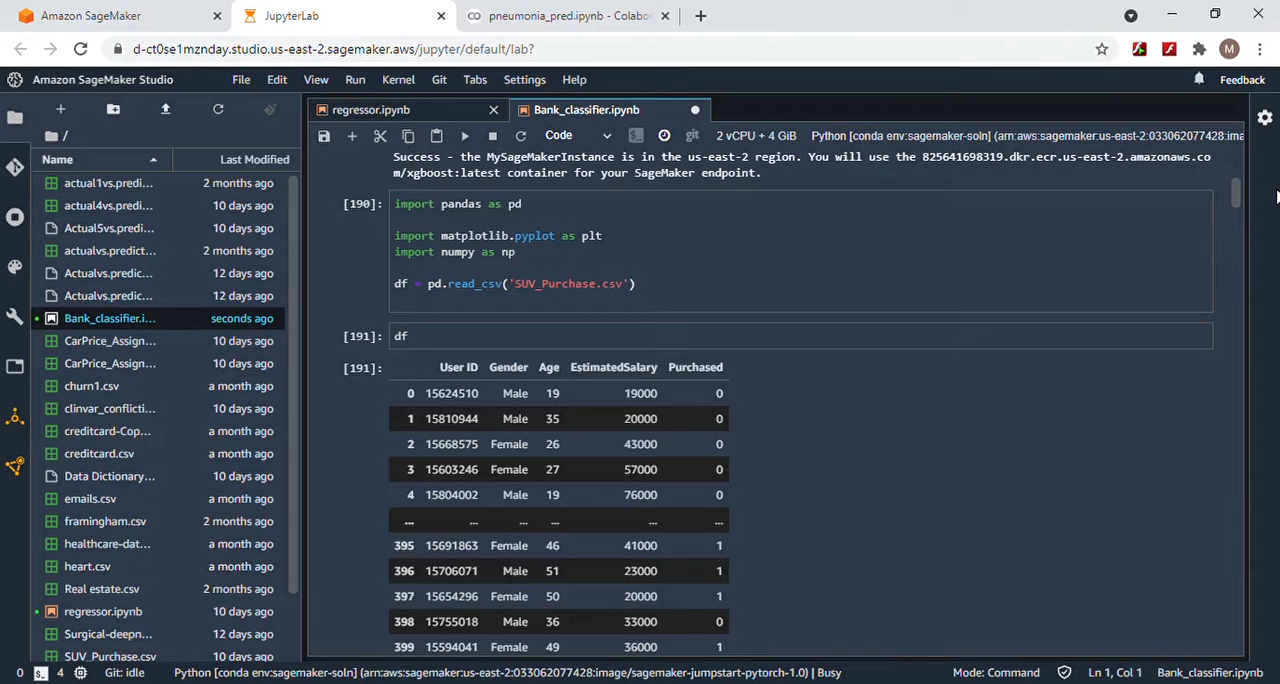 Amazon SageMaker
JupyterLab
pneumonia_pred.ipynb - Colabo
d-ct0se1mznday.studio.us-east-2.sagemaker.aws/jupyter/default/lab?
M
Amazon SageMaker Studio
File Edit View Run Kernel Git Tabs Settings Help
Feedback
regressor.ipynb
Bank_classifier.ipynb
Code
git
2 vCPU + 4 GiB
Python [conda env:sagemaker-soln] (arn:aws:sagemaker:us-east-2:033062077428:ima
/
Name Last Modified
actual1vs.predi... 2 months ago
actual4vs.predi... 10 days ago
Actual5vs.predi... 10 days ago
actualvs.predict... 2 months ago
Actualvs.predic... 12 days ago
Actualvs.predic... 12 days ago
Bank_classifier.i... seconds ago
CarPrice_Assign... 10 days ago
CarPrice_Assign... 10 days ago
churn1.csv a month ago
clinvar_conflicti... 10 days ago
creditcard-Cop... a month ago
creditcard.csv a month ago
Data Dictionary... 10 days ago
emails.csv a month ago
framingham.csv 2 months ago
healthcare-dat... a month ago
heart.csv a month ago
Real estate.csv 2 months ago
regressor.ipynb 10 days ago
Surgical-deepn... 12 days ago
SUV_Purchase.csv 10 days ago
Success - the MySageMakerInstance is in the us-east-2 region. You will use the 825641698319.dkr.ecr.us-east-2.amazonaws.co
m/xgboost:latest container for your SageMaker endpoint.
[190]: import pandas as pd
import matplotlib.pyplot as plt
import numpy as np
df = pd.read_csv('SUV_Purchase.csv')
[191]: df
[191]: User ID Gender Age EstimatedSalary Purchased
0 15624510 Male 19 19000 0
1 15810944 Male 35 20000 0
2 15668575 Female 26 43000 0
3 15603246 Female 27 57000 0
4 15804002 Male 19 76000 0
... ... ... ... ... ...
395 15691863 Female 46 41000 1
396 15706071 Male 51 23000 1
397 15654296 Female 50 20000 1
398 15755018 Male 36 33000 0
399 15594041 Female 49 36000 1
0 4 Git: idle Python [conda env:sagemaker-soln] (arn:aws:sagemaker:us-east-2:033062077428:image/sagemaker-jumpstart-pytorch-1.0) | Busy Mode: Command Ln 1, Col 1 Bank_classifier.ipynb